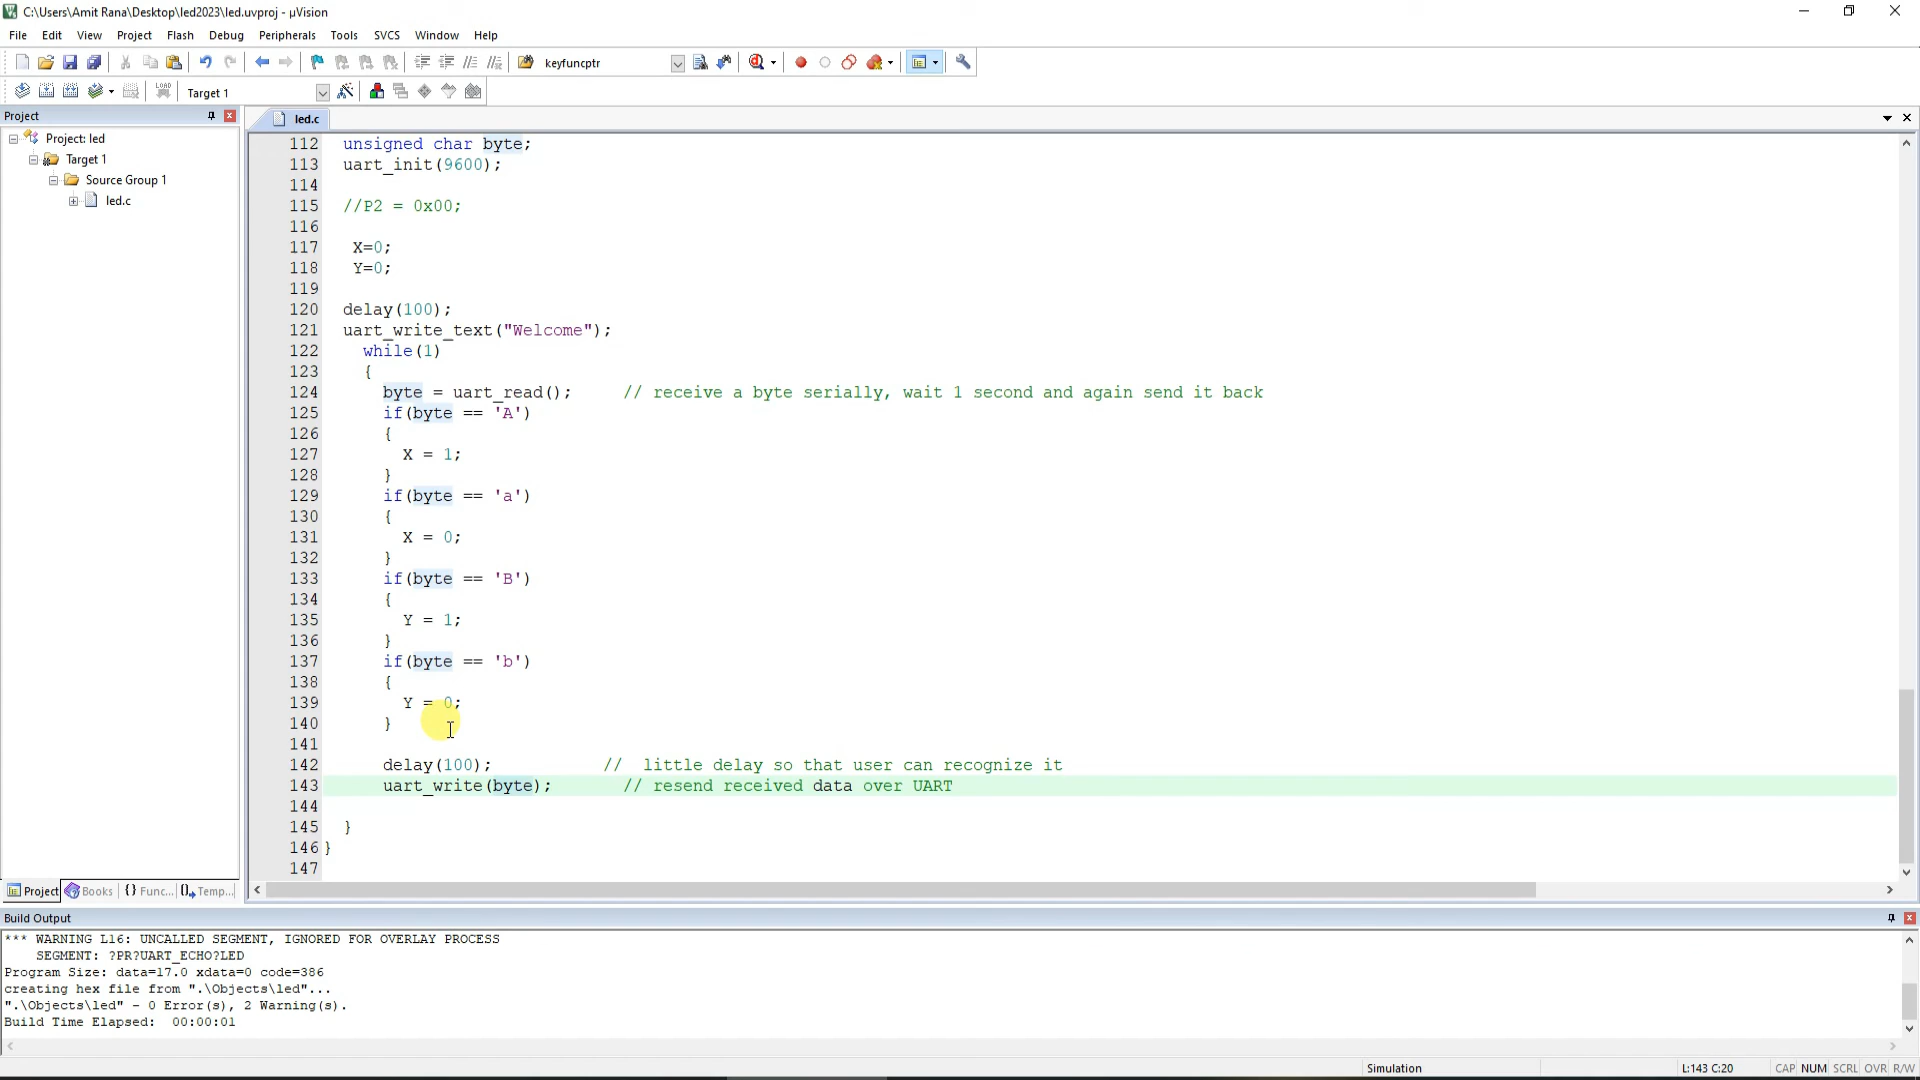 C:\Users\Amit Rana\Desktop\led2023\led.uvproj - µVision
File Edit View Project Flash Debug Peripherals Tools SVCS Window Help
keyfuncptr
LOAD Target 1
Project
led.c
Project: led
Target 1
Source Group 1
led.c
112 unsigned char byte;
113 uart_init(9600);
114
115 //P2 = 0x00;
116
117 X=0;
118 Y=0;
119
120 delay(100);
121 uart_write_text("Welcome");
122 while(1)
123 {
124 byte = uart_read(); // receive a byte serially, wait 1 second and again send it back
125 if(byte == 'A')
126 {
127 X = 1;
128 }
129 if(byte == 'a')
130 {
131 X = 0;
132 }
133 if(byte == 'B')
134 {
135 Y = 1;
136 }
137 if(byte == 'b')
138 {
139 Y = 0;
140 }
141
142 delay(100); // little delay so that user can recognize it
143 uart_write(byte); // resend received data over UART
144
145 }
146 }
147
Project Books {} Func... Temp...
Build Output
*** WARNING L16: UNCALLED SEGMENT, IGNORED FOR OVERLAY PROCESS
SEGMENT: ?PR?UART_ECHO?LED
Program Size: data=17.0 xdata=0 code=386
creating hex file from ".\Objects\led"...
".\Objects\led" - 0 Error(s), 2 Warning(s).
Build Time Elapsed: 00:00:01
Simulation L:143 C:20 CAP NUM SCRL OVR R/W